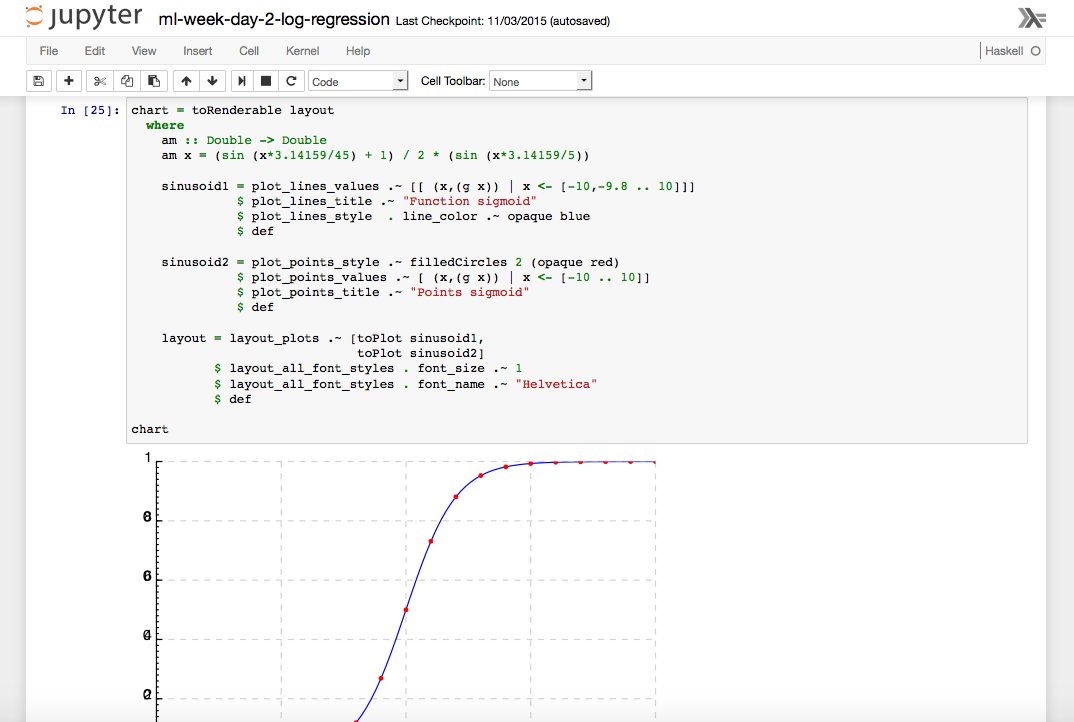 jupyter ml-week-day-2-log-regression Last Checkpoint: 11/03/2015 (autosaved)
File Edit View Insert Cell Kernel Help Haskell
Code Cell Toolbar: None
In [25]: chart = toRenderable layout
where
am :: Double -> Double
am x = (sin (x*3.14159/45) + 1) / 2 * (sin (x*3.14159/5))
sinusoid1 = plot_lines_values .~ [[ (x,(g x)) | x <- [-10,-9.8 .. 10]]]
$ plot_lines_title .~ "Function sigmoid"
$ plot_lines_style . line_color .~ opaque blue
$ def
sinusoid2 = plot_points_style .~ filledCircles 2 (opaque red)
$ plot_points_values .~ [ (x,(g x)) | x <- [-10 .. 10]]
$ plot_points_title .~ "Points sigmoid"
$ def
layout = layout_plots .~ [toPlot sinusoid1,
toPlot sinusoid2]
$ layout_all_font_styles . font_size .~ 1
$ layout_all_font_styles . font_name .~ "Helvetica"
$ def
chart
1